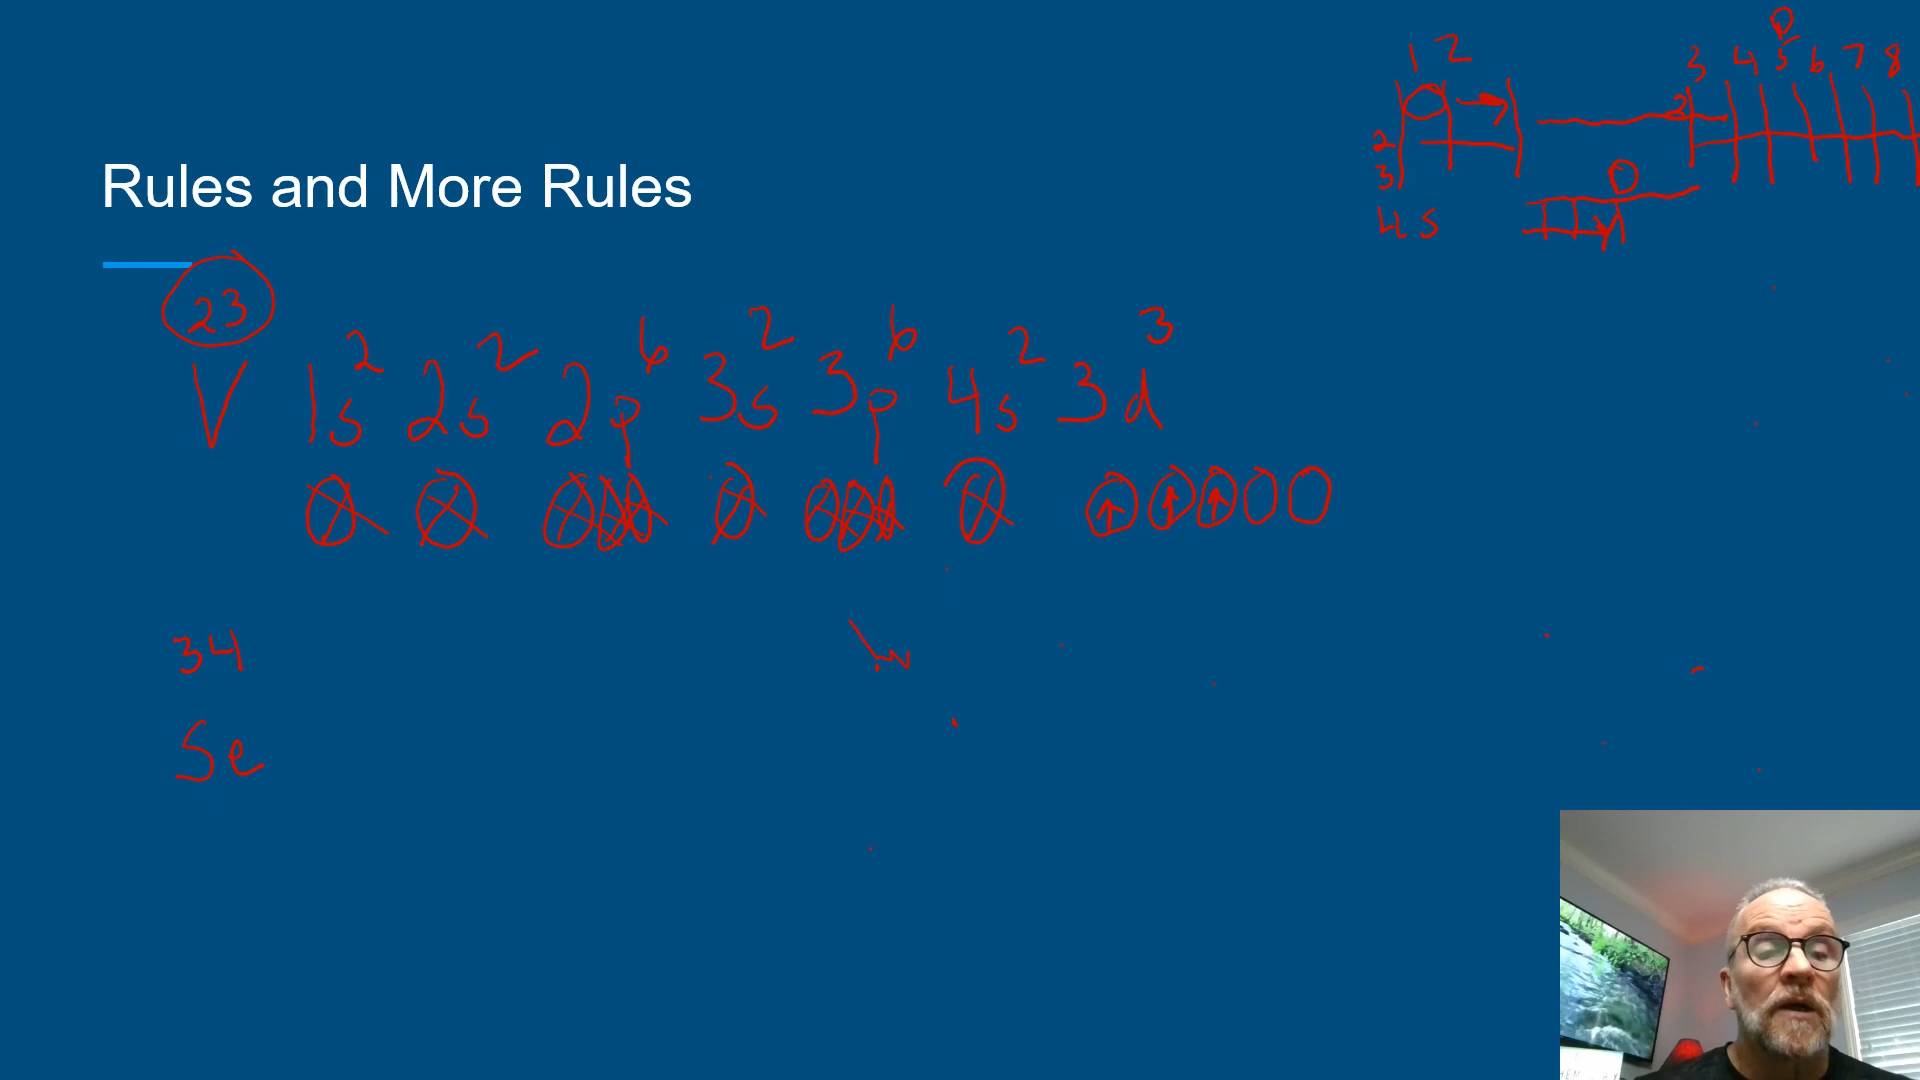 1 2
3 4 5 6 7 8
P
2
2
3
4s
D
Rules and More Rules
23
V 1s² 2s² 2p⁶ 3s² 3p⁶ 4s² 3d³
34
Se